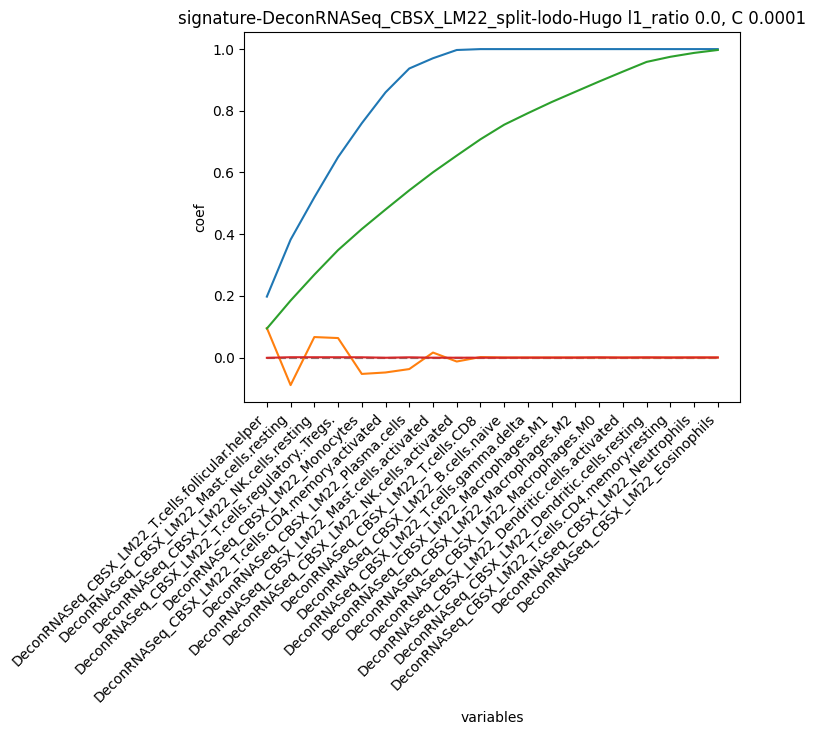 signature-DeconRNASeq_CBSX_LM22_split-lodo-Hugo l1_ratio 0.0, C 0.0001
1.0
0.8
0.6
0.4
0.2
0.0
coef
DeconRNASeq_CBSX_LM22_T.cells.follicular.helper
DeconRNASeq_CBSX_LM22_Mast.cells.resting
DeconRNASeq_CBSX_LM22_NK.cells.resting
DeconRNASeq_CBSX_LM22_T.cells.regulatory..Tregs.
DeconRNASeq_CBSX_LM22_Monocytes
DeconRNASeq_CBSX_LM22_T.cells.CD4.memory.activated
DeconRNASeq_CBSX_LM22_Plasma.cells
DeconRNASeq_CBSX_LM22_Mast.cells.activated
DeconRNASeq_CBSX_LM22_NK.cells.activated
DeconRNASeq_CBSX_LM22_T.cells.CD8
DeconRNASeq_CBSX_LM22_B.cells.naive
DeconRNASeq_CBSX_LM22_T.cells.gamma.delta
DeconRNASeq_CBSX_LM22_Macrophages.M1
DeconRNASeq_CBSX_LM22_Macrophages.M2
DeconRNASeq_CBSX_LM22_Macrophages.M0
DeconRNASeq_CBSX_LM22_Dendritic.cells.activated
DeconRNASeq_CBSX_LM22_Dendritic.cells.resting
DeconRNASeq_CBSX_LM22_T.cells.CD4.memory.resting
DeconRNASeq_CBSX_LM22_Neutrophils
DeconRNASeq_CBSX_LM22_Eosinophils
variables